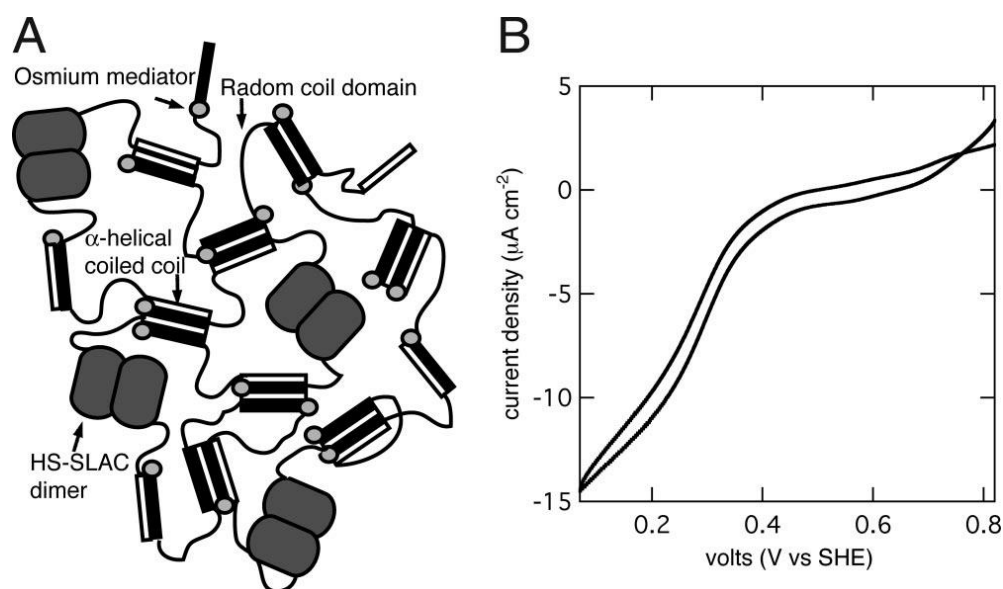 A
Osmium mediator
Radom coil domain
α-helical
coiled coil
HS-SLAC
dimer
B
5
0
-5
-10
-15
current density (μA cm-2)
0.2 0.4 0.6 0.8
volts (V vs SHE)